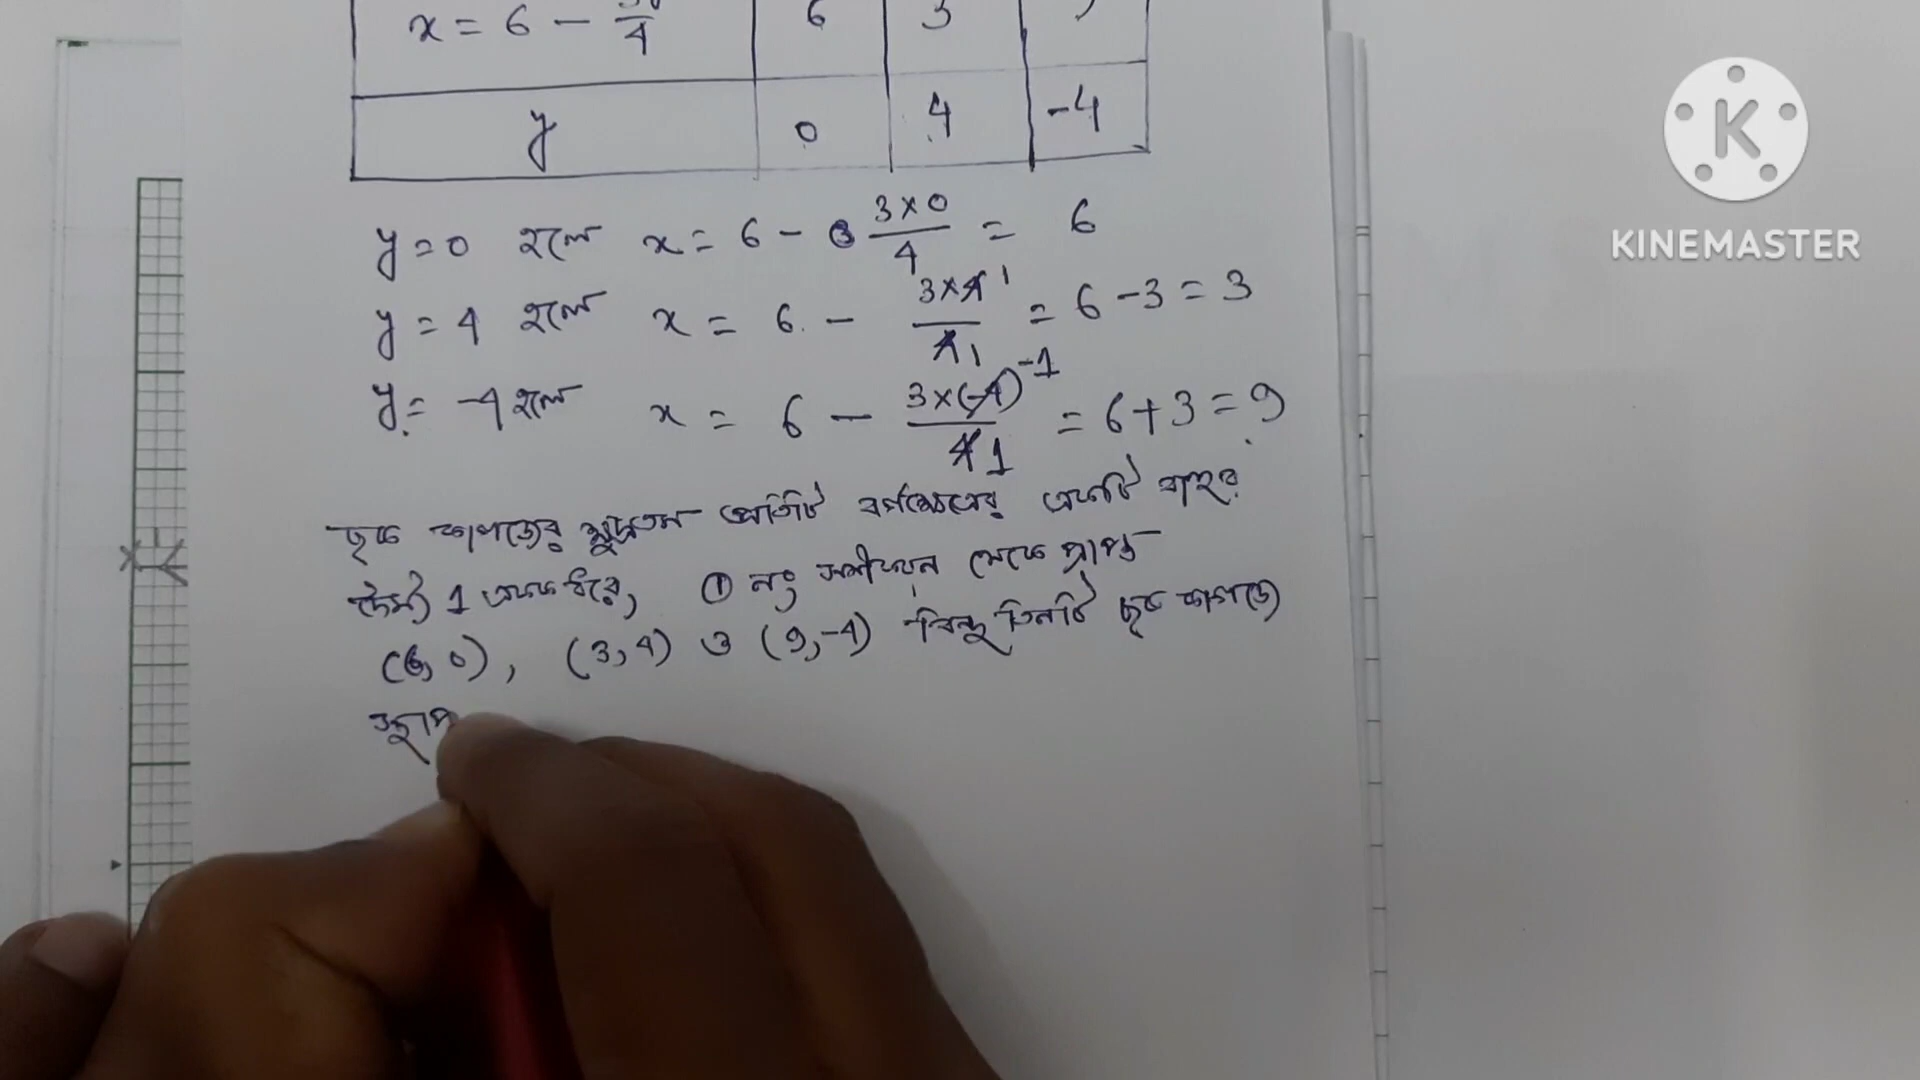 x = 6 - 3y/4 6 3 9
y 0 4 -4
K
KINEMASTER
y = 0 হলে x = 6 - 3×0/4 = 6
y = 4 হলে x = 6 - 3×4/4 = 6 - 3 = 3
y = -4 হলে x = 6 - 3×(-4)/4 = 6 + 3 = 9
ছক কাগজের ক্ষুদ্রতম প্রতিটি বর্গক্ষেত্রের একটি বাহুর
দৈর্ঘ্য 1 একক ধরে, ① নং সমীকরণ থেকে প্রাপ্ত
(6, 0), (3, 4) ও (9, -4) বিন্দু তিনটি ছক কাগজে
স্থাপ